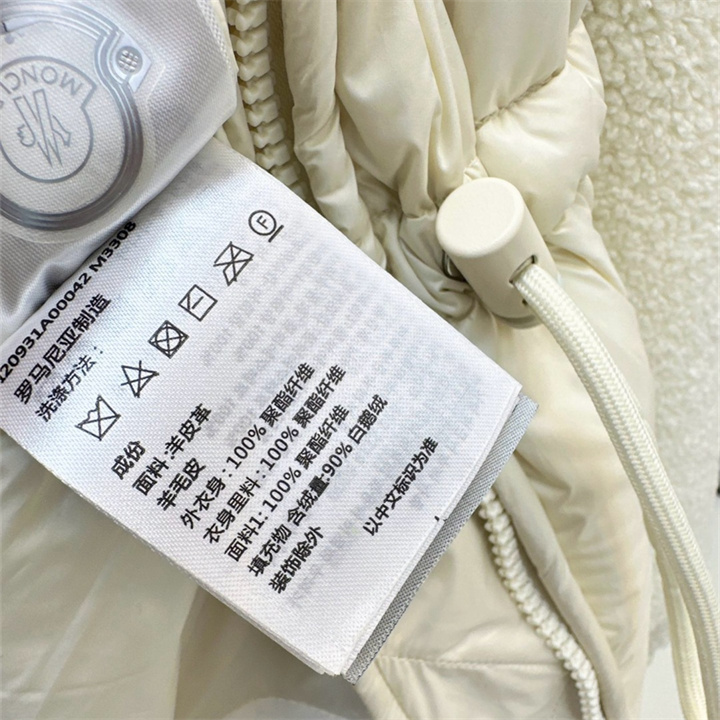 MONCL
I20931A00042 M3308
罗马尼亚制造
洗涤方法：
F
成份
面料：羊皮革
羊毛皮
外衣身：100% 聚酯纤维
衣身里料：100% 聚酯纤维
面料1：100% 聚酯纤维
填充物 含绒量：90% 白鹅绒
装饰除外
以中文标识为准